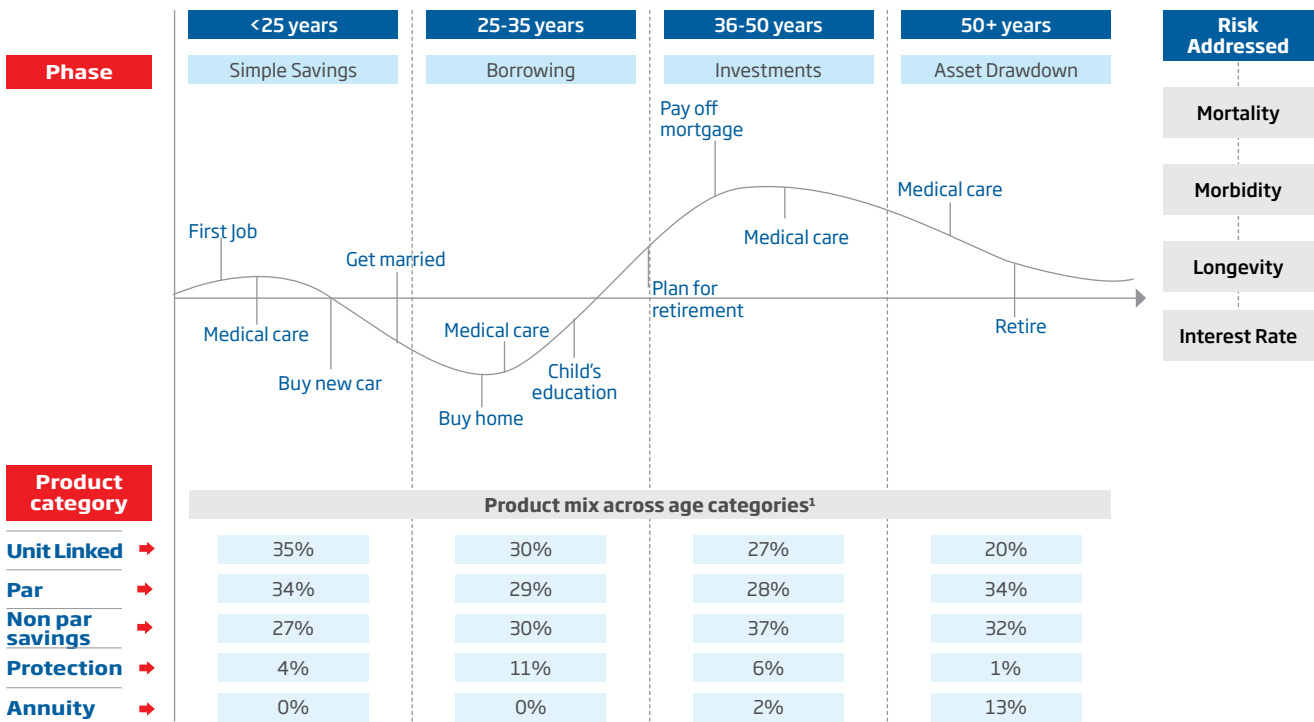 <25 years
25-35 years
36-50 years
50+ years
Risk
Addressed
Phase
Simple Savings
Borrowing
Investments
Asset Drawdown
Mortality
Morbidity
Longevity
Interest Rate
First Job
Medical care
Buy new car
Get married
Buy home
Medical care
Child's
education
Plan for
retirement
Pay off
mortgage
Medical care
Medical care
Retire
Product
category
Product mix across age categories¹
Unit Linked
35%
30%
27%
20%
Par
34%
29%
28%
34%
Non par
savings
27%
30%
37%
32%
Protection
4%
11%
6%
1%
Annuity
0%
0%
2%
13%